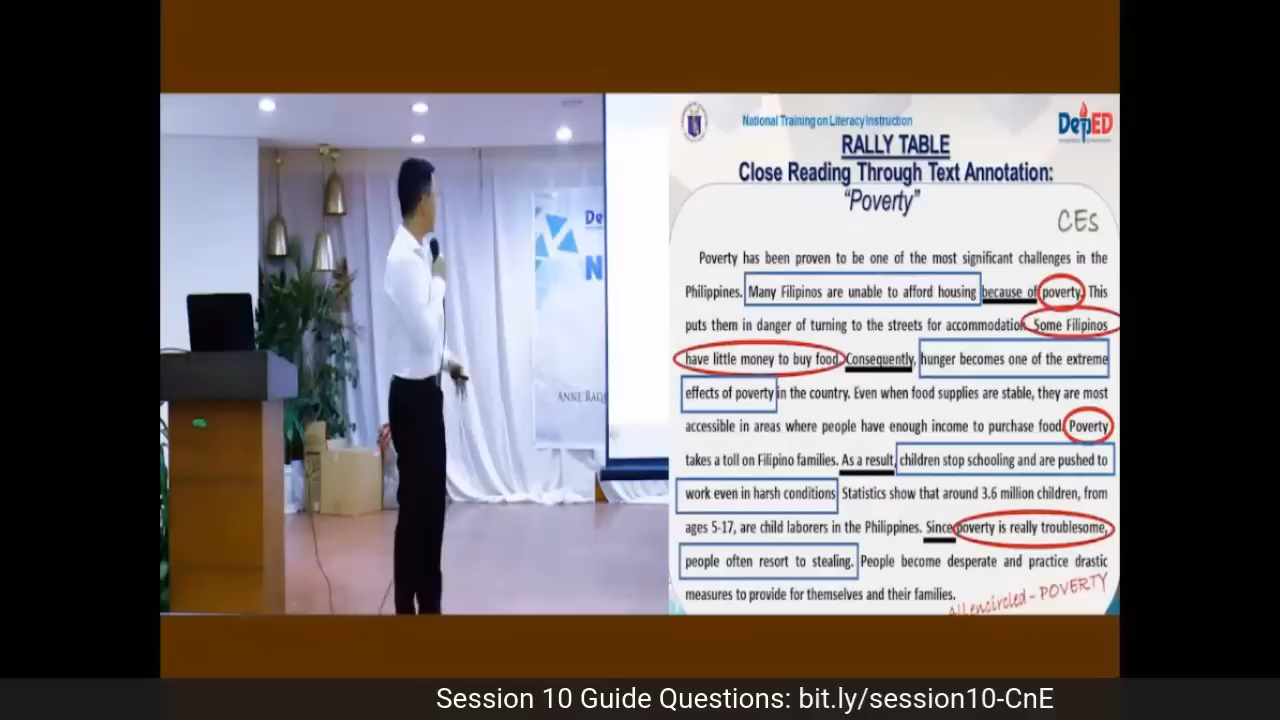 National Training on Literacy Instruction
DepED
RALLY TABLE
Close Reading Through Text Annotation:
“Poverty”
CEs
Poverty has been proven to be one of the most significant challenges in the
Philippines. Many Filipinos are unable to afford housing because of poverty. This
puts them in danger of turning to the streets for accommodation. Some Filipinos
have little money to buy food. Consequently, hunger becomes one of the extreme
effects of poverty in the country. Even when food supplies are stable, they are most
accessible in areas where people have enough income to purchase food. Poverty
takes a toll on Filipino families. As a result, children stop schooling and are pushed to
work even in harsh conditions. Statistics show that around 3.6 million children, from
ages 5-17, are child laborers in the Philippines. Since poverty is really troublesome,
people often resort to stealing. People become desperate and practice drastic
measures to provide for themselves and their families.
All encircled - POVERTY
De
N
ANNE RAQ
Session 10 Guide Questions: bit.ly/session10-CnE